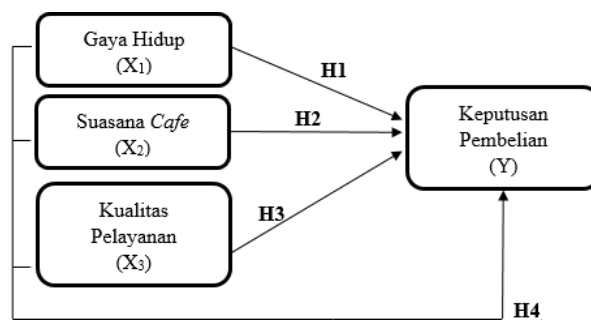 Gaya Hidup
(X₁)
H1
Suasana Cafe
(X₂)
H2
Keputusan
Pembelian
(Y)
Kualitas
Pelayanan
(X₃)
H3
H4